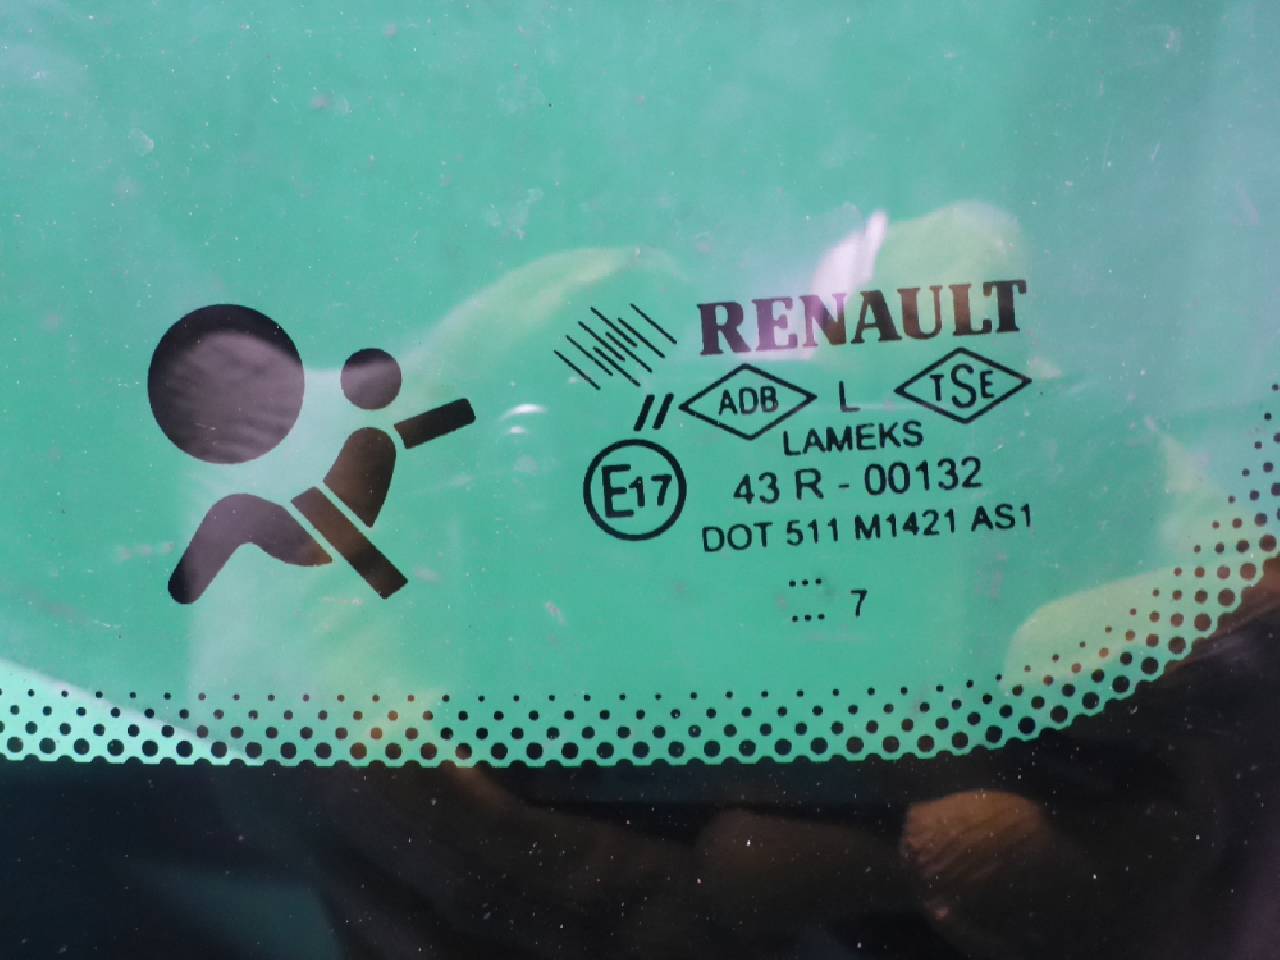 RENAULT
// ADB L TSE
LAMEKS
E17 43 R - 00132
DOT 511 M1421 AS1
... 
... 7